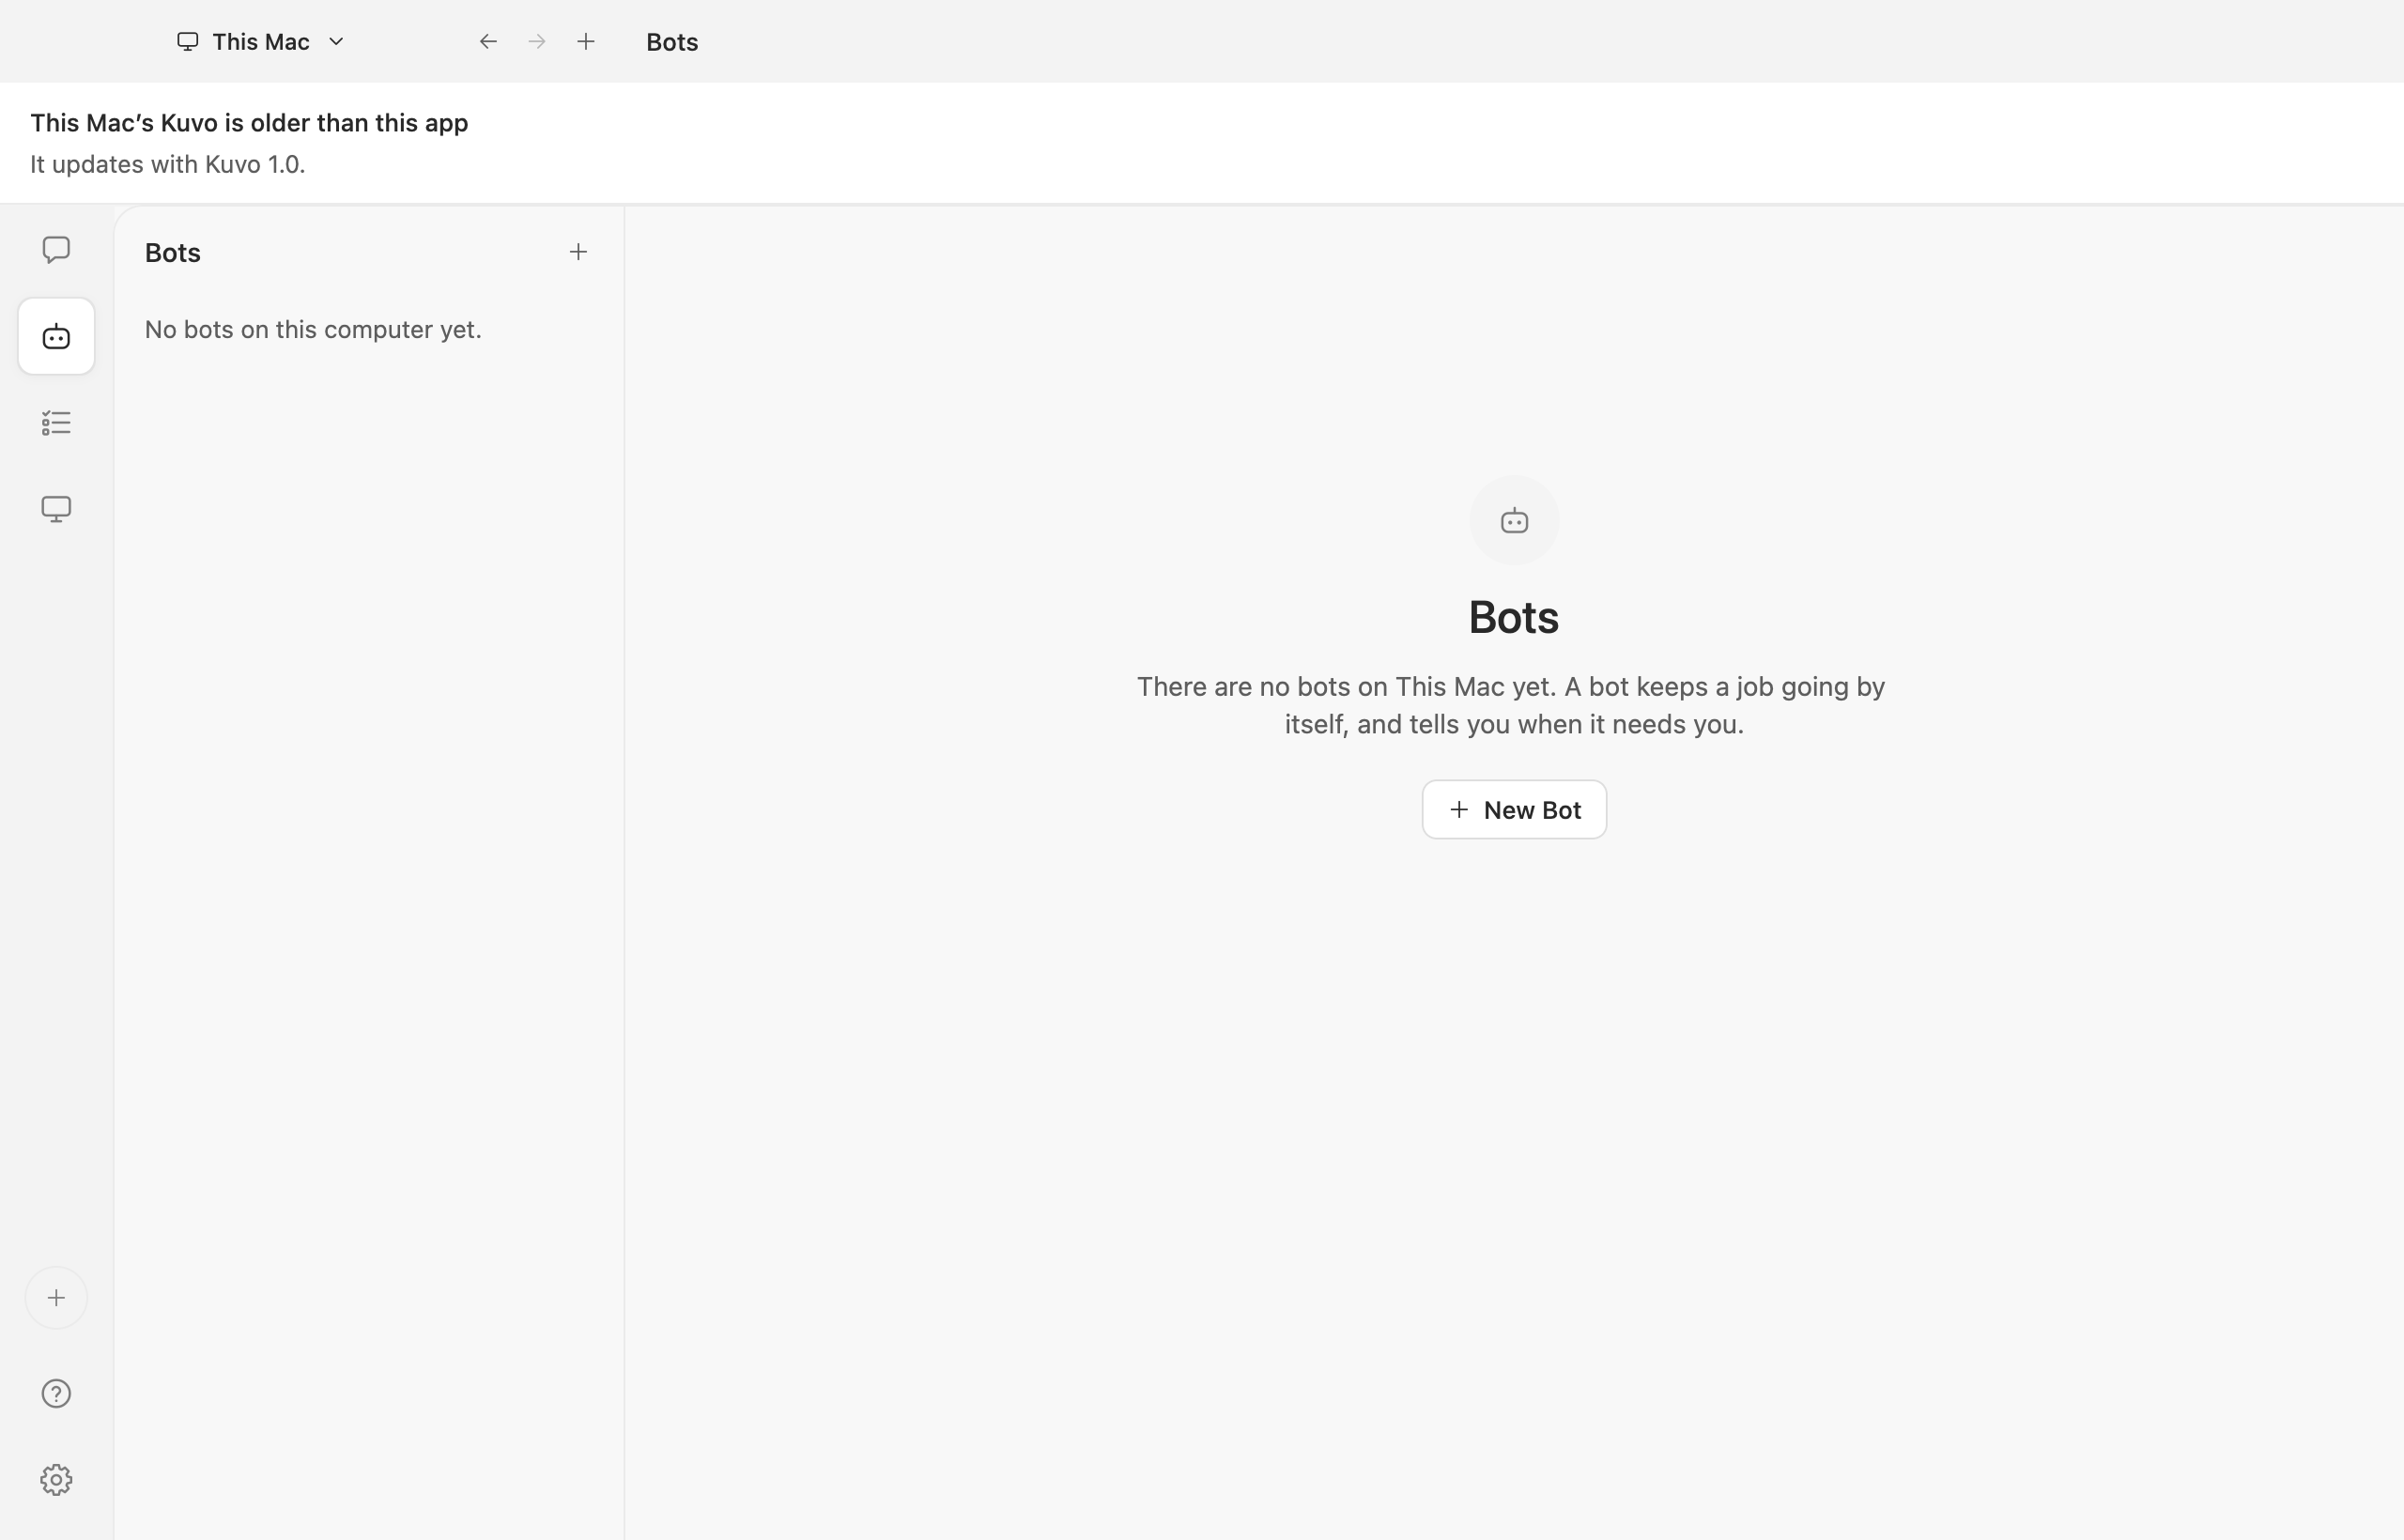 This Mac Bots
This Mac’s Kuvo is older than this app
It updates with Kuvo 1.0.
Bots
No bots on this computer yet.
Bots
There are no bots on This Mac yet. A bot keeps a job going by
itself, and tells you when it needs you.
New Bot